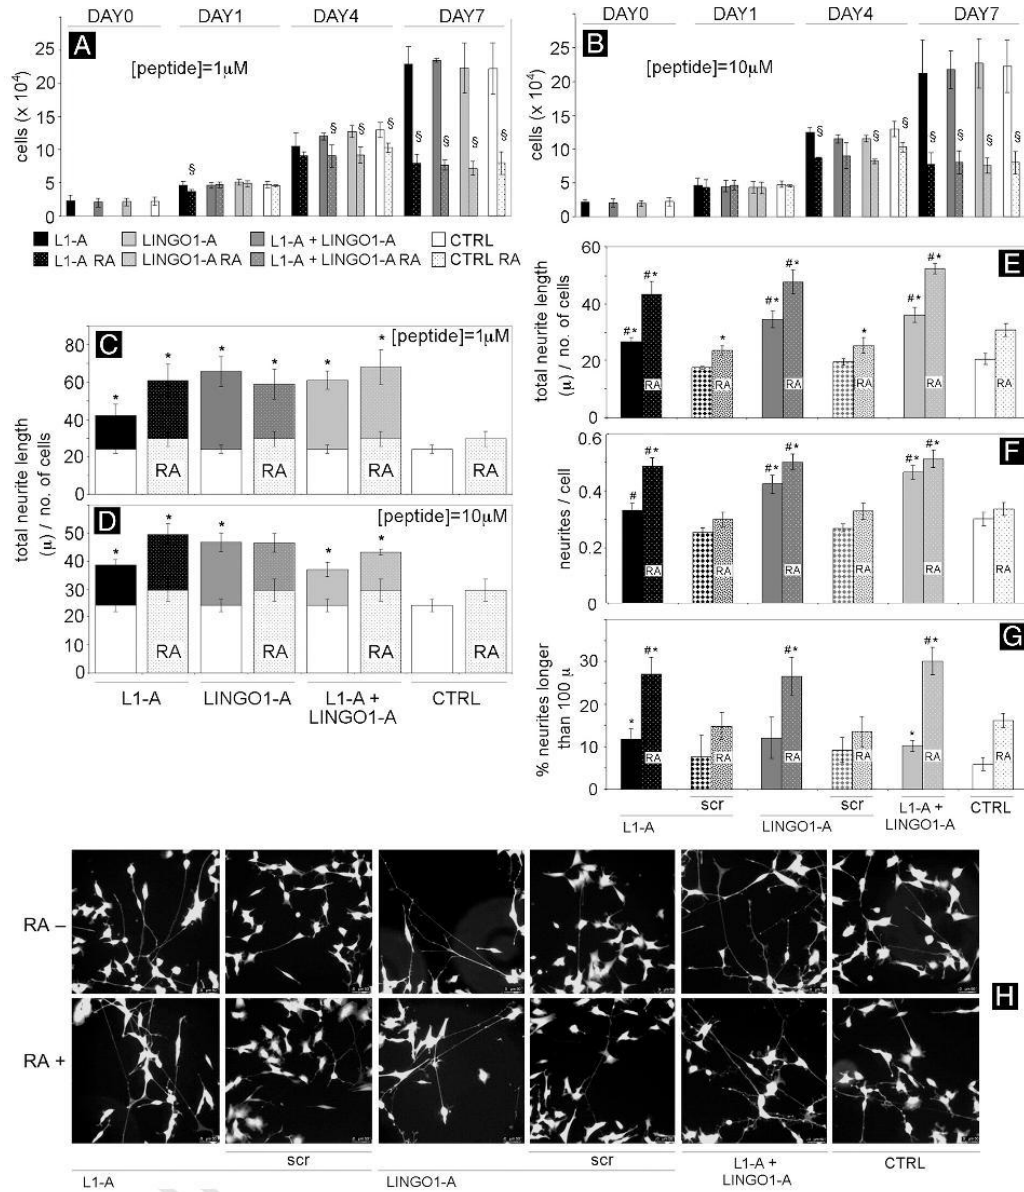 DAY0 DAY1 DAY4 DAY7
A
[peptide]=1μM
cells (x 10⁴)
25
20
15
10
5
0
§
§ § §
§ § § §
DAY0 DAY1 DAY4 DAY7
B
[peptide]=10μM
cells (x 10⁴)
25
20
15
10
5
0
§ § §
§ § § §
L1-A LINGO1-A L1-A + LINGO1-A CTRL
L1-A RA LINGO1-A RA L1-A + LINGO1-A RA CTRL RA
C
[peptide]=1μM
80
60
40
20
0
* * * * * *
RA RA RA RA
total neurite length
(μ) / no. of cells
D
[peptide]=10μM
50
40
30
20
10
0
* * * * *
RA RA RA RA
L1-A LINGO1-A L1-A +
LINGO1-A CTRL
E
total neurite length
(μ) / no. of cells
60
40
20
0
#* #* * #* #* * #* #*
RA RA RA RA RA RA
F
neurites / cell
0.6
0.4
0.2
0
# #* #* #* #* #*
RA RA RA RA RA RA
G
% neurites longer
than 100 μ
30
20
10
0
* #* #* * #*
RA RA RA RA RA RA
scr scr L1-A +
LINGO1-A CTRL
L1-A LINGO1-A
RA –
RA +
H
scr scr L1-A +
LINGO1-A CTRL
L1-A LINGO1-A